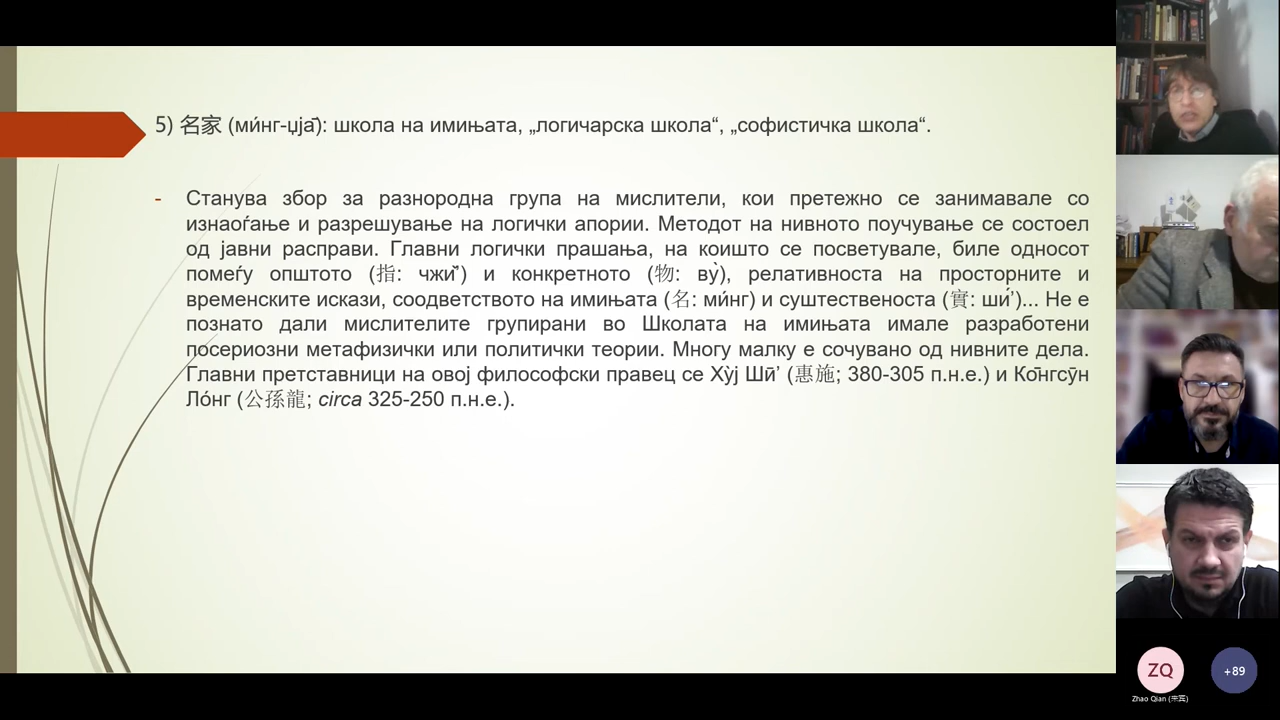 5) 名家 (ми́нг-џја̄): школа на имињата, „логичарска школа“, „софистичка школа“.
- Станува збор за разнородна група на мислители, кои претежно се занимавале со
изнаоѓање и разрешување на логички апории. Методот на нивното поучување се состоел
од јавни расправи. Главни логички прашања, на коишто се посветувале, биле односот
помеѓу општото (指: чжи̌’) и конкретното (物: ву̀), релативноста на просторните и
временските искази, соодветството на имињата (名: ми́нг) и суштественоста (實: ши́’)... Не е
познато дали мислителите групирани во Школата на имињата имале разработени
посериозни метафизички или политички теории. Многу малку е сочувано од нивните дела.
Главни претставници на овој филозофски правец се Ху̀ј Шӣ’ (惠施; 380-305 п.н.е.) и Ко̄нгсӯн
Ло́нг (公孫龍; circa 325-250 п.н.е.).
ZQ
+89